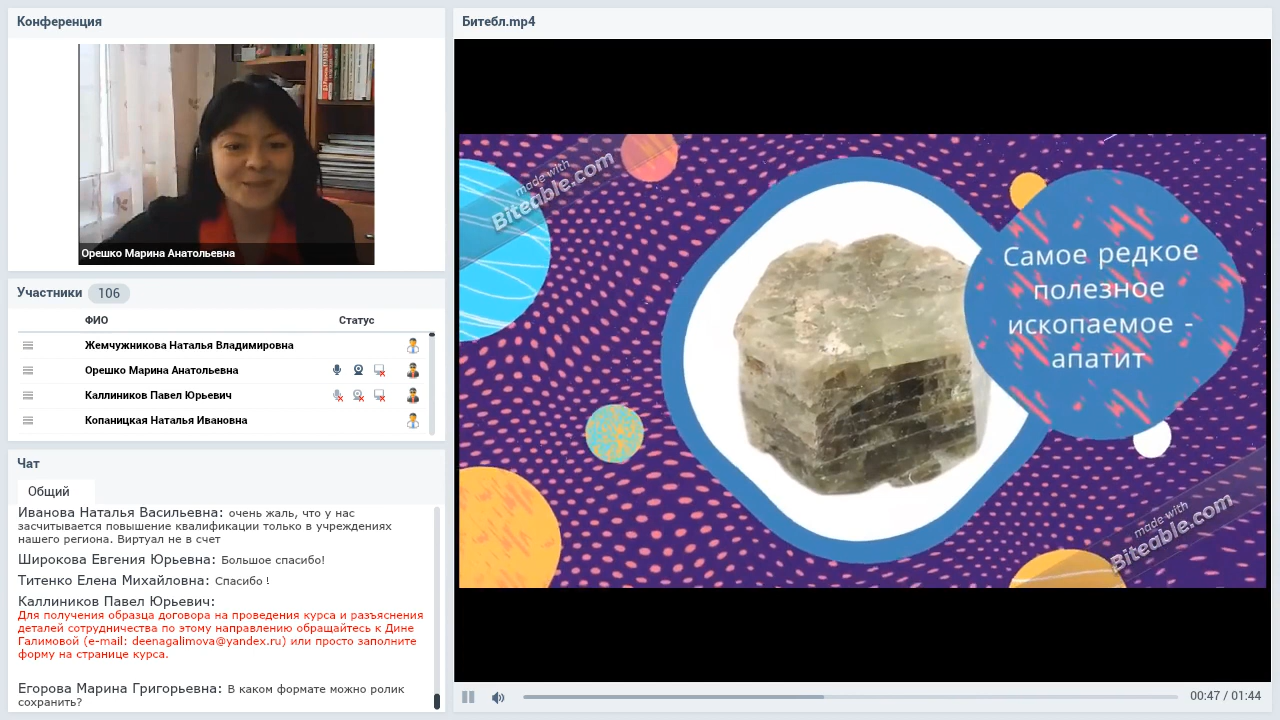 Конференция
Орешко Марина Анатольевна
Участники 106
ФИО Статус
Жемчужникова Наталья Владимировна
Орешко Марина Анатольевна
Каллиников Павел Юрьевич
Копаницкая Наталья Ивановна
Чат
Общий
Иванова Наталья Васильевна: очень жаль, что у нас
засчитывается повышение квалификации только в учреждениях
нашего региона. Виртуал не в счет
Широкова Евгения Юрьевна: Большое спасибо!
Титенко Елена Михайловна: Спасибо !
Каллиников Павел Юрьевич:
Для получения образца договора на проведения курса и разъяснения
деталей сотрудничества по этому направлению обращайтесь к Дине
Галимовой (e-mail: deenagalimova@yandex.ru) или просто заполните
форму на странице курса.
Егорова Марина Григорьевна: В каком формате можно ролик
сохранить?
Битебл.mp4
made with
Biteable.com
Самое редкое
полезное
ископаемое -
апатит
made with
Biteable.com
00:47 / 01:44